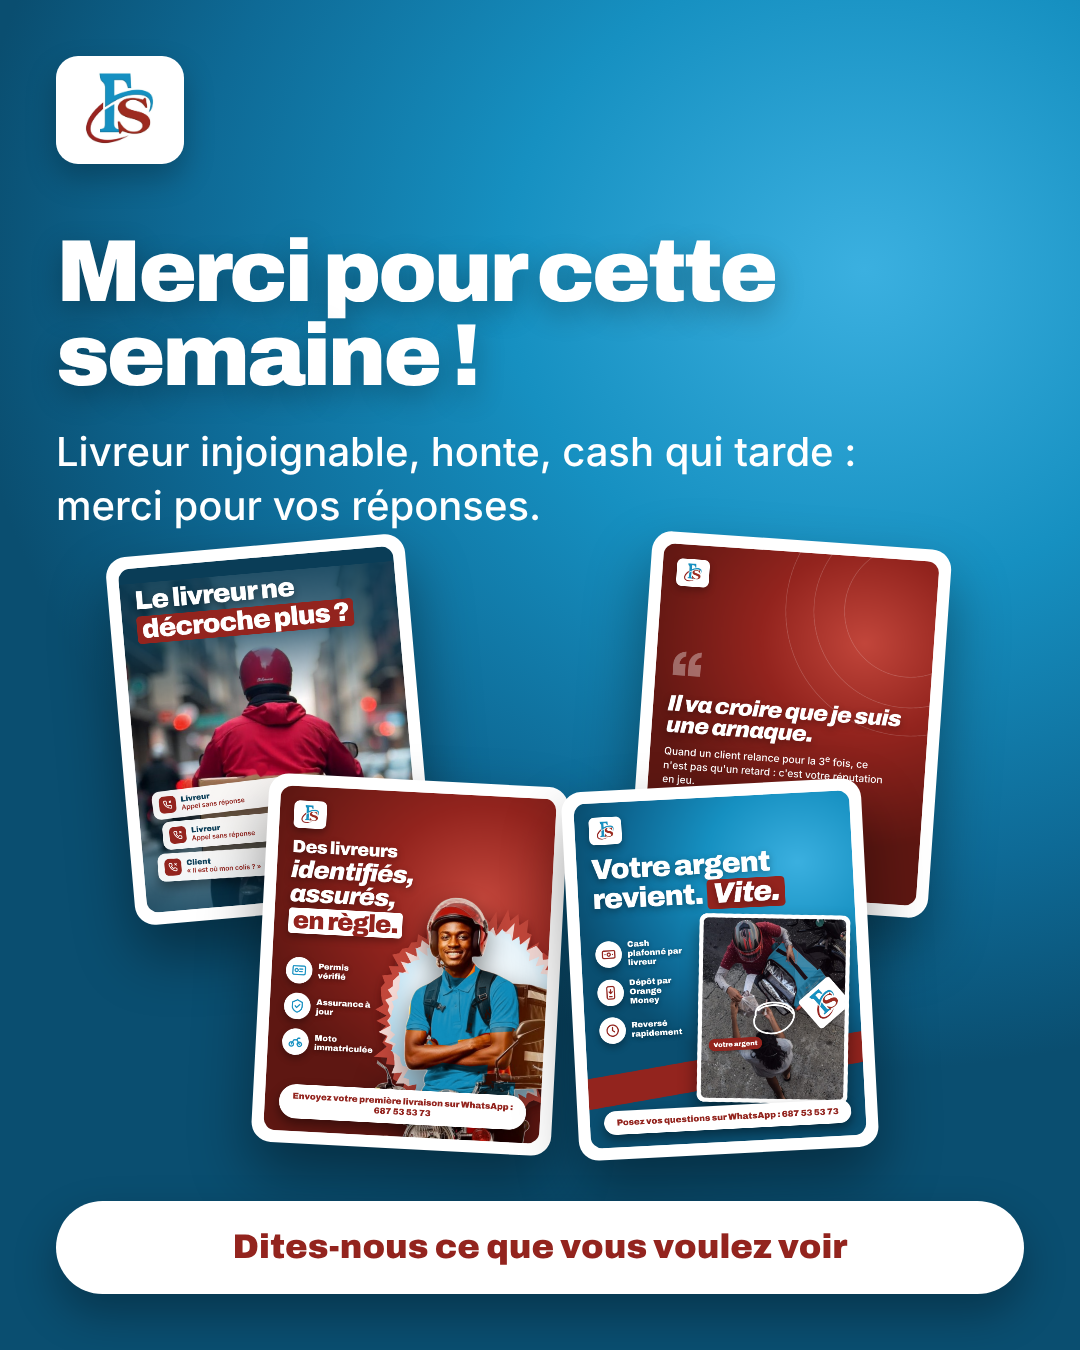 FS
Merci pour cette
semaine !
Livreur injoignable, honte, cash qui tarde :
merci pour vos réponses.
Le livreur ne
décroche plus ?
Livreur
Appel sans réponse
Livreur
Appel sans réponse
Client
« Il est où mon colis ? »
FS
“
Il va croire que je suis
une arnaque.
Quand un client relance pour la 3e fois, ce
n'est pas qu'un retard : c'est votre réputation
en jeu.
FS
Des livreurs
identifiés,
assurés,
en règle.
Permis
vérifié
Assurance à
jour
Moto
immatriculée
Envoyez votre première livraison sur WhatsApp :
687 53 53 73
FS
Votre argent
revient. Vite.
Cash
plafonné par
livreur
Dépôt par
Orange
Money
Reversé
rapidement
FS
Votre argent
Posez vos questions sur WhatsApp : 687 53 53 73
Dites-nous ce que vous voulez voir